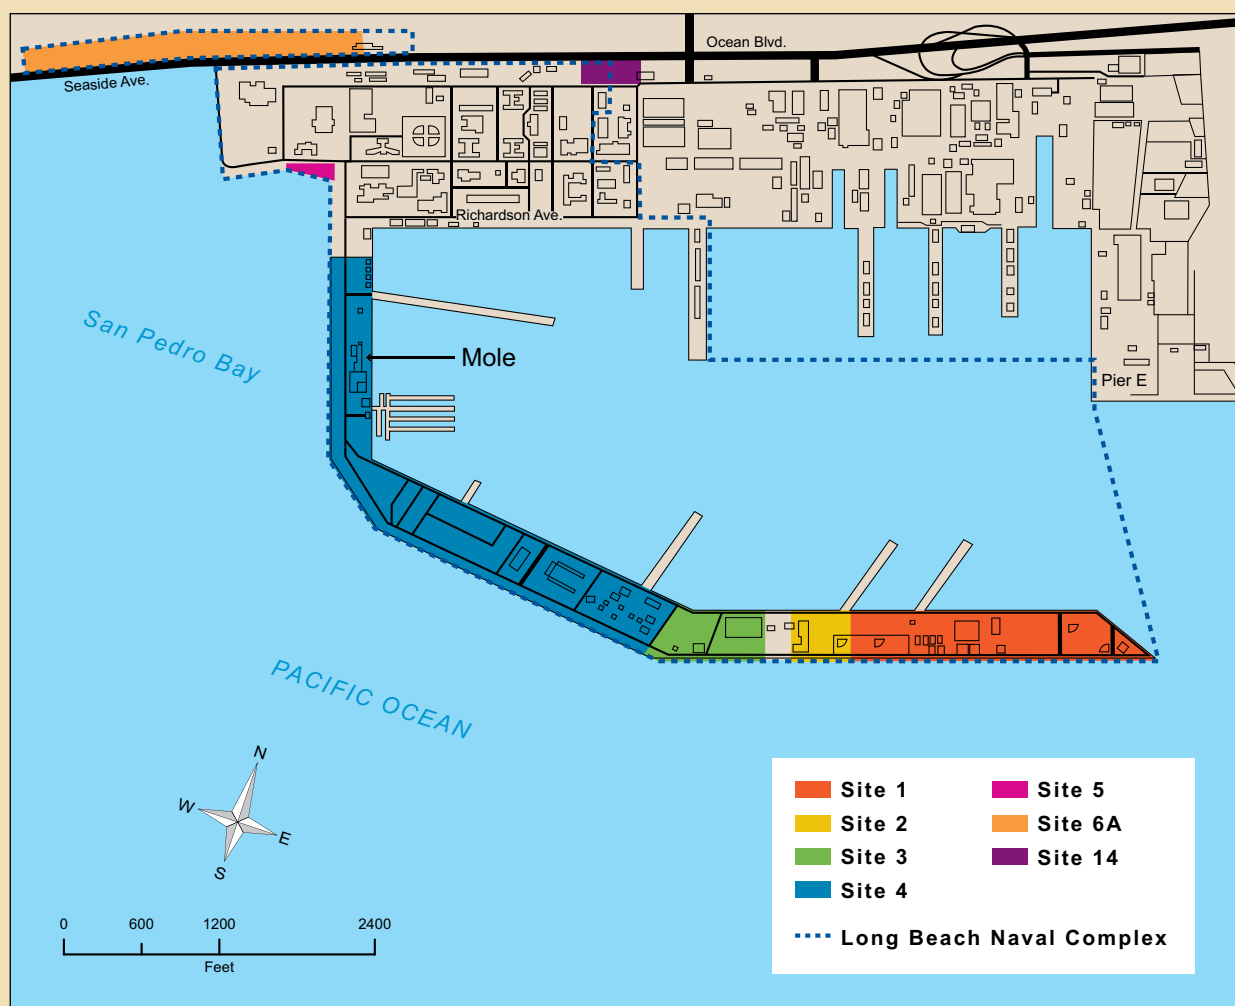 Ocean Blvd.
Seaside Ave.
Richardson Ave.
San Pedro Bay
Mole
Pier E
PACIFIC OCEAN
N
W
E
S
0 600 1200 2400
Feet
Site 1
Site 2
Site 3
Site 4
Site 5
Site 6A
Site 14
Long Beach Naval Complex